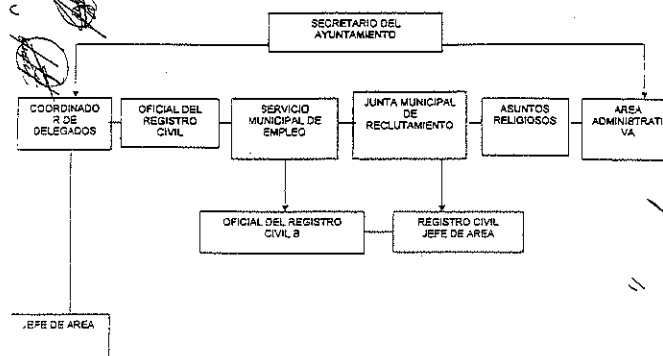 SECRETARIO DEL
AYUNTAMIENTO
COORDINADO
R DE
DELEGADOS
OFICIAL DEL
REGISTRO
CIVIL
SERVICIO
MUNICIPAL DE
EMPLEO
JUNTA MUNICIPAL
DE
RECLUTAMIENTO
ASUNTOS
RELIGIOSOS
AREA
ADMINISTRATI
VA
OFICIAL DEL REGISTRO
CIVIL B
REGISTRO CIVIL
JEFE DE AREA
JEFE DE AREA